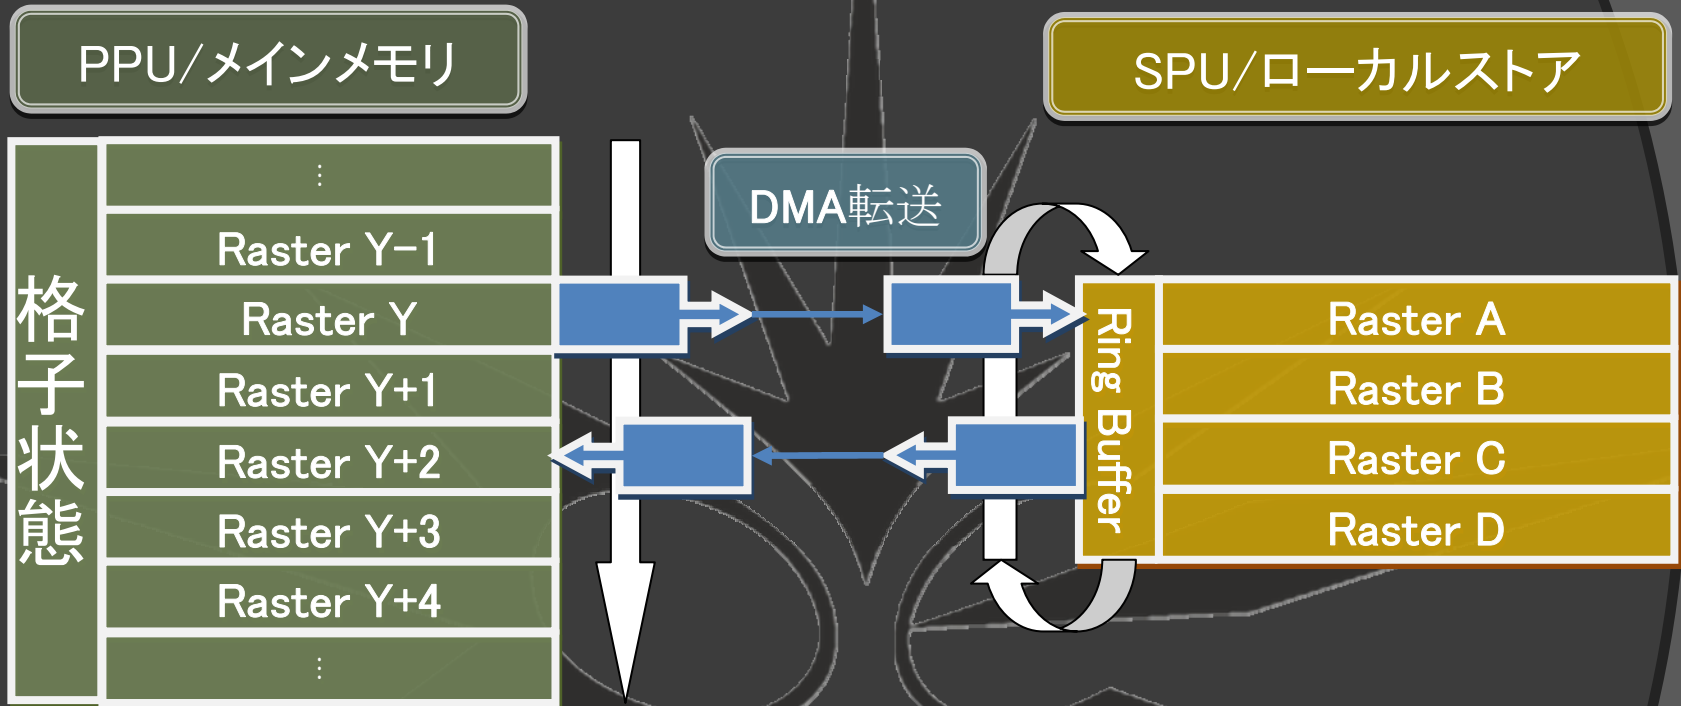 PPU/メインメモリ
SPU/ローカルストア
DMA転送
格子状態
⋮
Raster Y-1
Raster Y
Raster Y+1
Raster Y+2
Raster Y+3
Raster Y+4
⋮
Ring Buffer
Raster A
Raster B
Raster C
Raster D